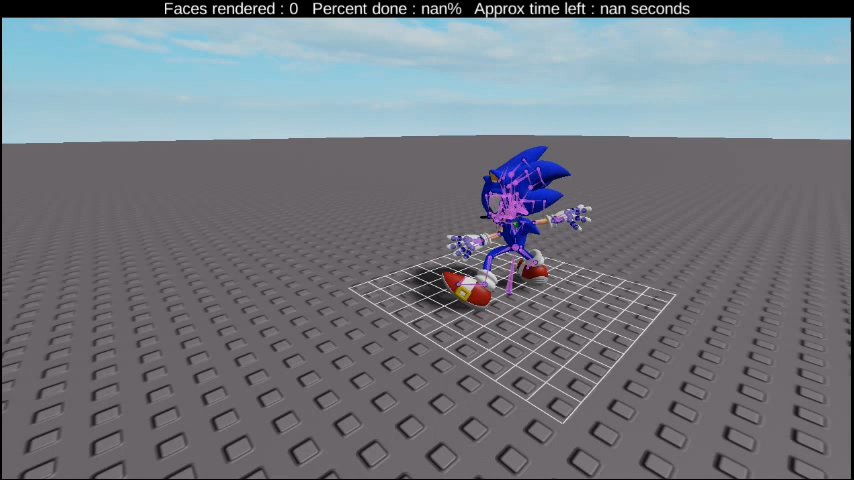 Faces rendered : 0   Percent done : nan%   Approx time left : nan seconds